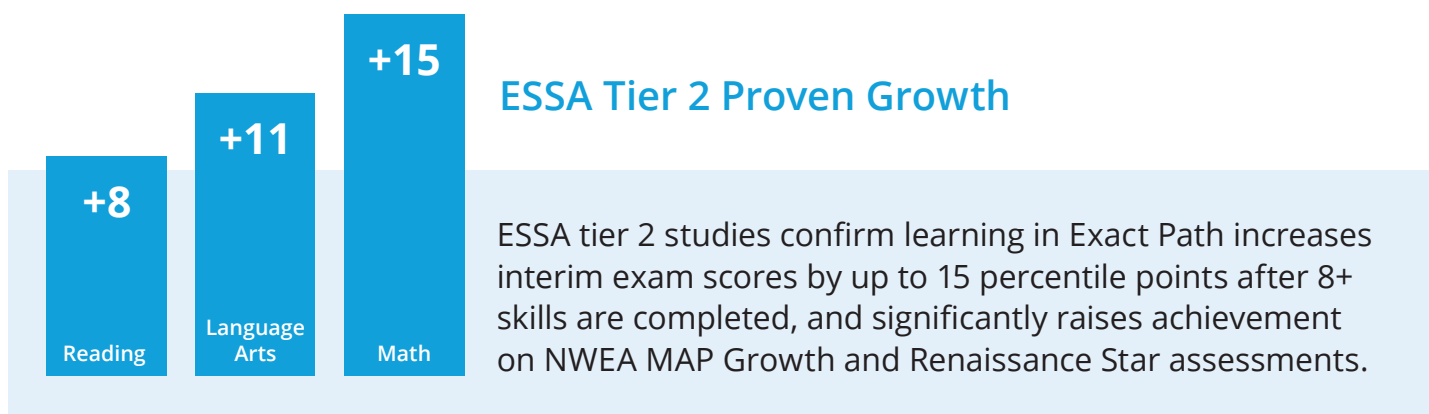 +8
Reading
+11
Language
Arts
+15
Math
ESSA Tier 2 Proven Growth
ESSA tier 2 studies confirm learning in Exact Path increases
interim exam scores by up to 15 percentile points after 8+
skills are completed, and significantly raises achievement
on NWEA MAP Growth and Renaissance Star assessments.